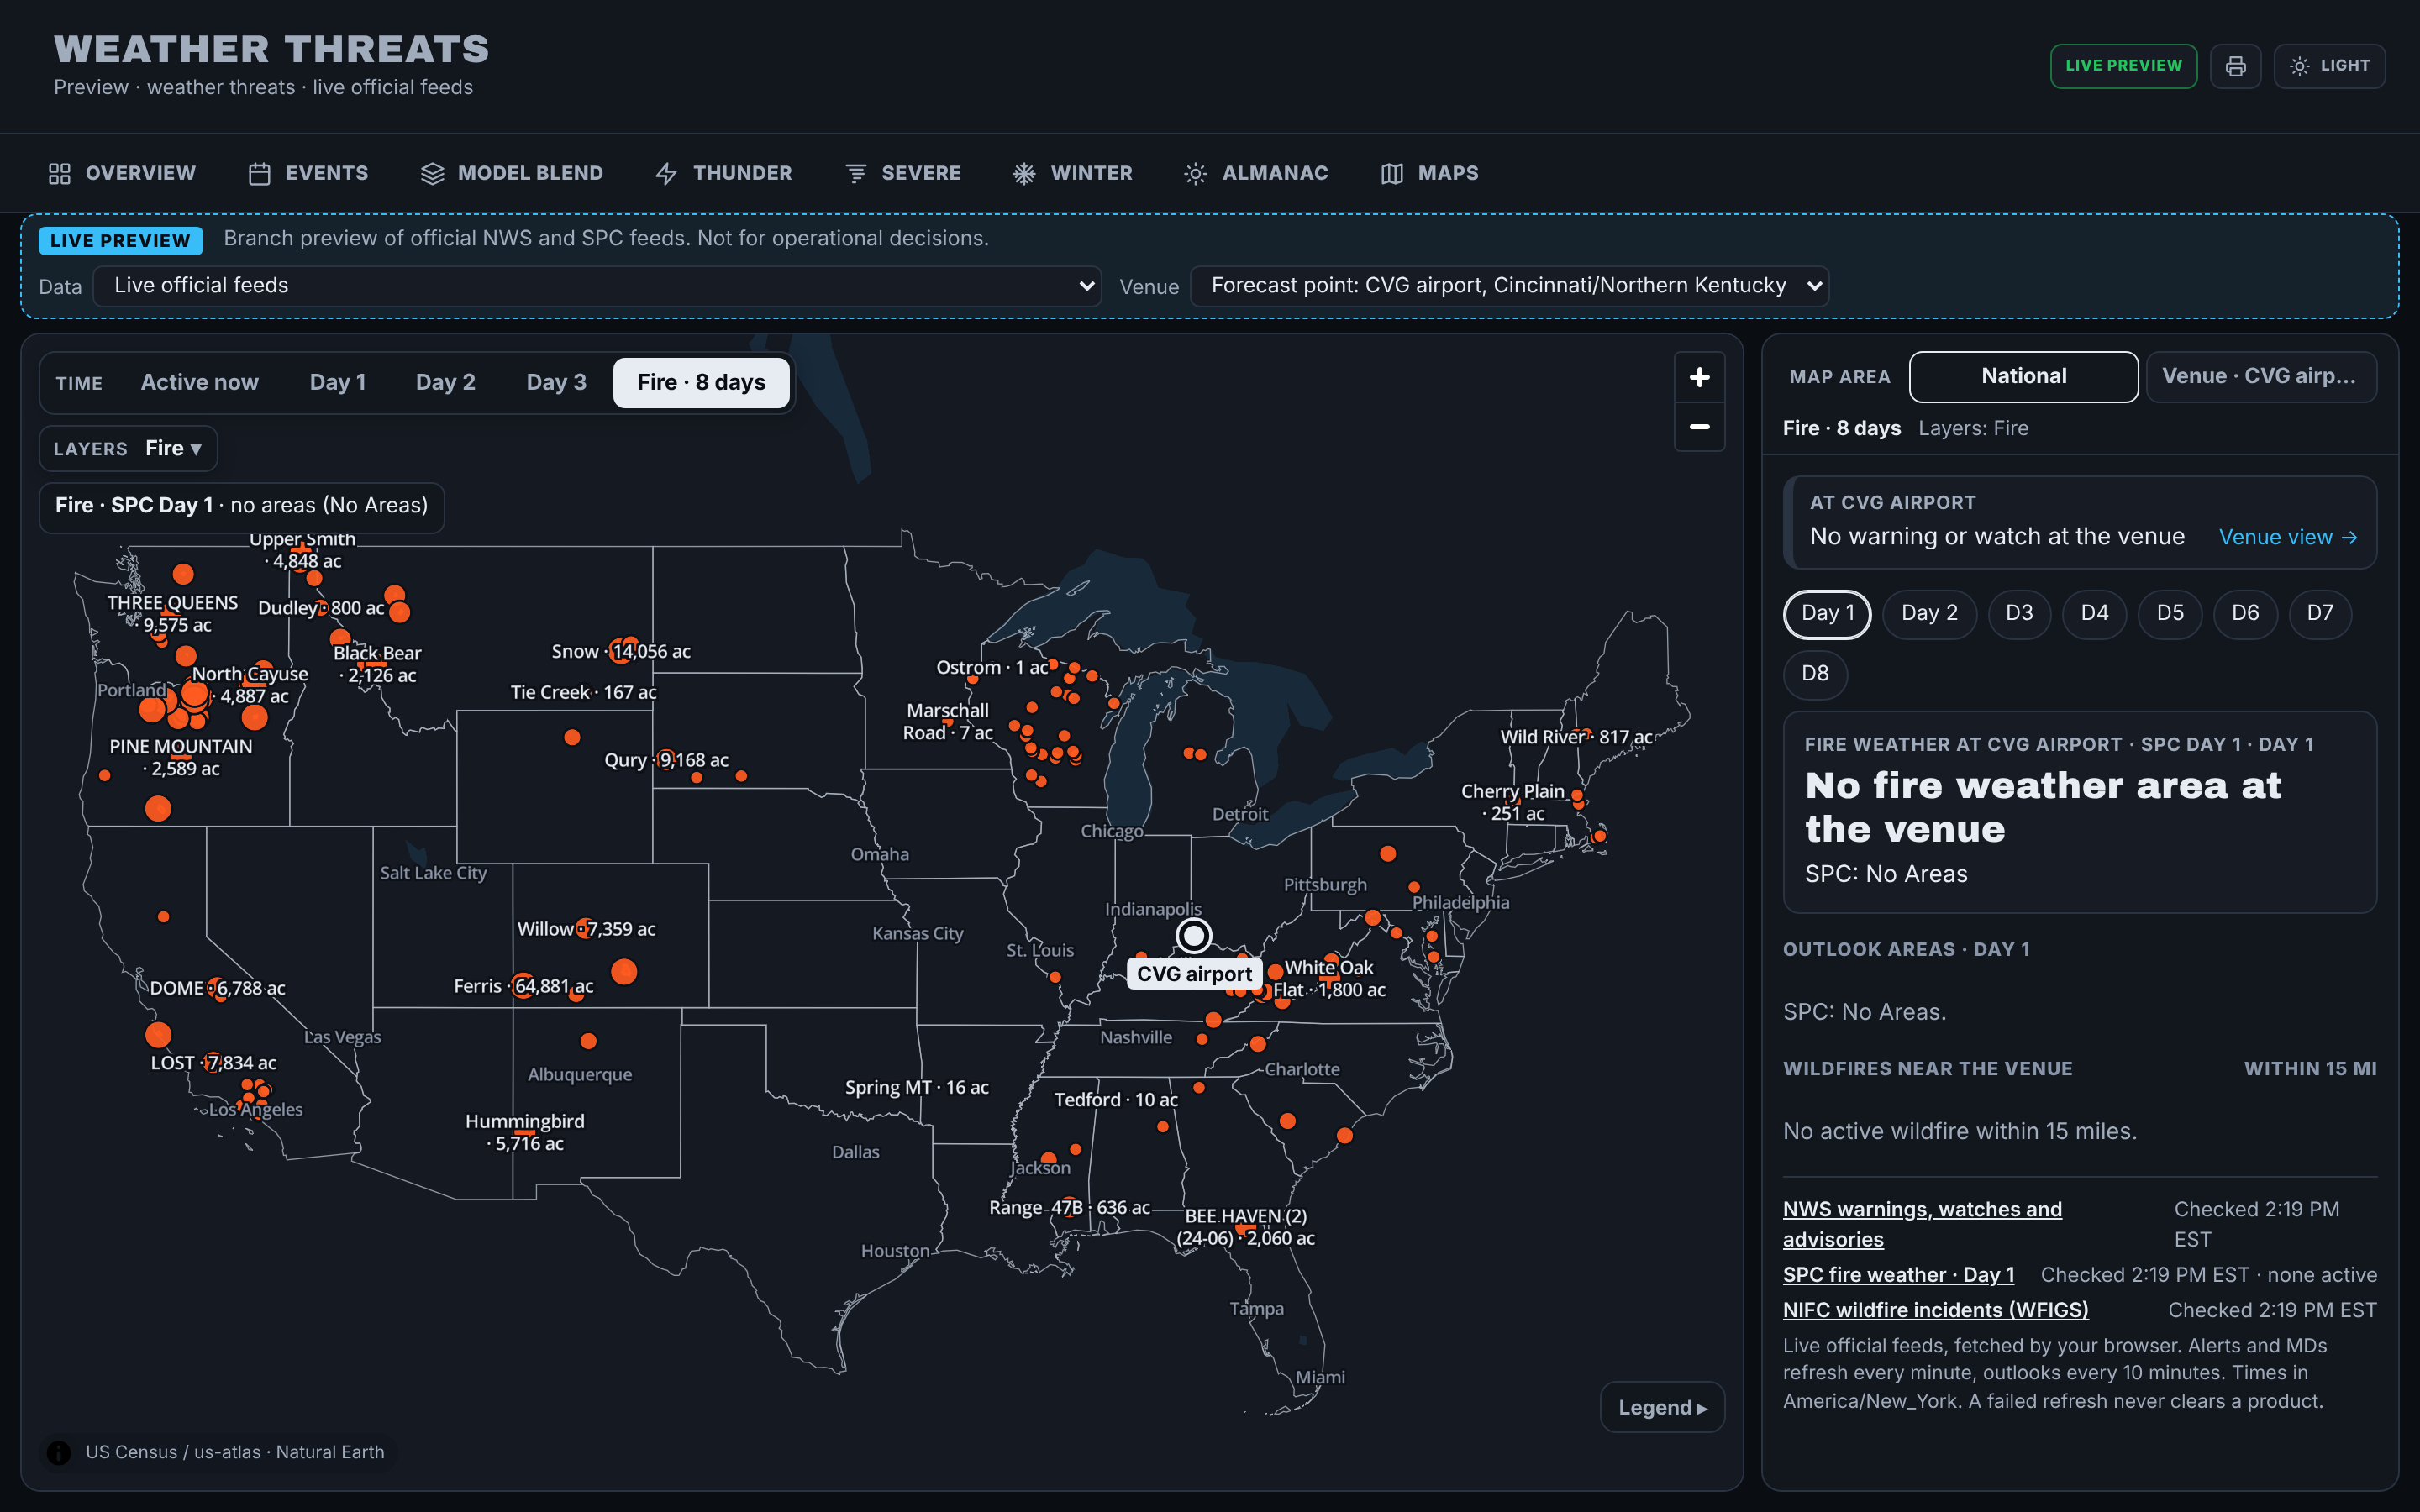 WEATHER THREATS
Preview · weather threats · live official feeds
LIVE PREVIEW
LIGHT
OVERVIEW
EVENTS
MODEL BLEND
THUNDER
SEVERE
WINTER
ALMANAC
MAPS
LIVE PREVIEW Branch preview of official NWS and SPC feeds. Not for operational decisions.
Data Live official feeds Venue Forecast point: CVG airport, Cincinnati/Northern Kentucky
TIME Active now Day 1 Day 2 Day 3 Fire · 8 days
+
−
LAYERS Fire ▾
Fire · SPC Day 1 · no areas (No Areas)
Upper Smith
· 4,848 ac
THREE QUEENS
· 9,575 ac
Dudley · 800 ac
Black Bear
· 2,126 ac
North Cayuse
· 4,887 ac
Portland
PINE MOUNTAIN
· 2,589 ac
Snow · 14,056 ac
Tie Creek · 167 ac
Qury · 9,168 ac
Ostrom · 1 ac
Marschall
Road · 7 ac
Wild River · 817 ac
Cherry Plain
· 251 ac
Detroit
Chicago
Omaha
Salt Lake City
Pittsburgh
Philadelphia
Indianapolis
Willow · 7,359 ac
Kansas City
St. Louis
CVG airport
White Oak
Flat · 1,800 ac
Ferris · 64,881 ac
DOME · 6,788 ac
Las Vegas
Nashville
LOST · 7,834 ac
Albuquerque
Charlotte
Spring MT · 16 ac
Tedford · 10 ac
Los Angeles
Hummingbird
· 5,716 ac
Dallas
Jackson
Range 47B · 636 ac
BEE HAVEN (2)
(24-06) · 2,060 ac
Houston
Tampa
Miami
Legend ▸
US Census / us-atlas · Natural Earth
MAP AREA National Venue · CVG airp...
Fire · 8 days Layers: Fire
AT CVG AIRPORT
No warning or watch at the venue Venue view →
Day 1 Day 2 D3 D4 D5 D6 D7
D8
FIRE WEATHER AT CVG AIRPORT · SPC DAY 1 · DAY 1
No fire weather area at
the venue
SPC: No Areas
OUTLOOK AREAS · DAY 1
SPC: No Areas.
WILDFIRES NEAR THE VENUE WITHIN 15 MI
No active wildfire within 15 miles.
NWS warnings, watches and Checked 2:19 PM
advisories EST
SPC fire weather · Day 1 Checked 2:19 PM EST · none active
NIFC wildfire incidents (WFIGS) Checked 2:19 PM EST
Live official feeds, fetched by your browser. Alerts and MDs
refresh every minute, outlooks every 10 minutes. Times in
America/New_York. A failed refresh never clears a product.